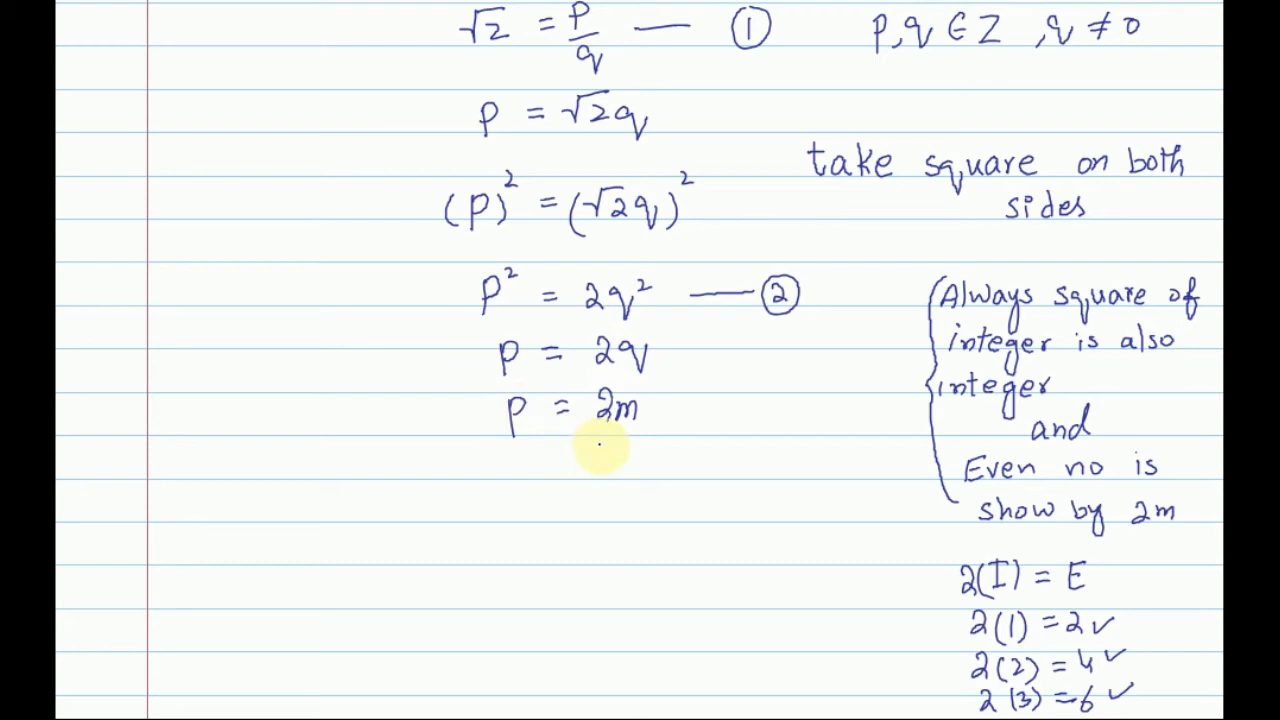 √2 = p/q —— ① p, q ∈ Z , q ≠ 0
p = √2q
take square on both
sides
(p)² = (√2q)²
p² = 2q² —— ②
p = 2q
p = 2m
(Always square of
integer is also
integer
and
Even no is
show by 2m
2(I) = E
2(1) = 2✓
2(2) = 4✓
2(3) = 6✓